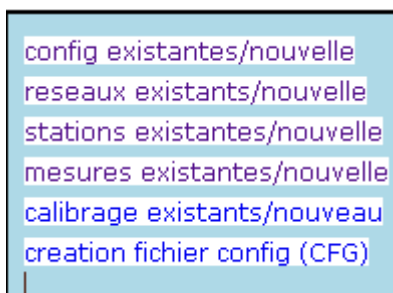 config existantes/nouvelle
reseaux existants/nouvelle
stations existantes/nouvelle
mesures existantes/nouvelle
calibrage existants/nouveau
creation fichier config (CFG)